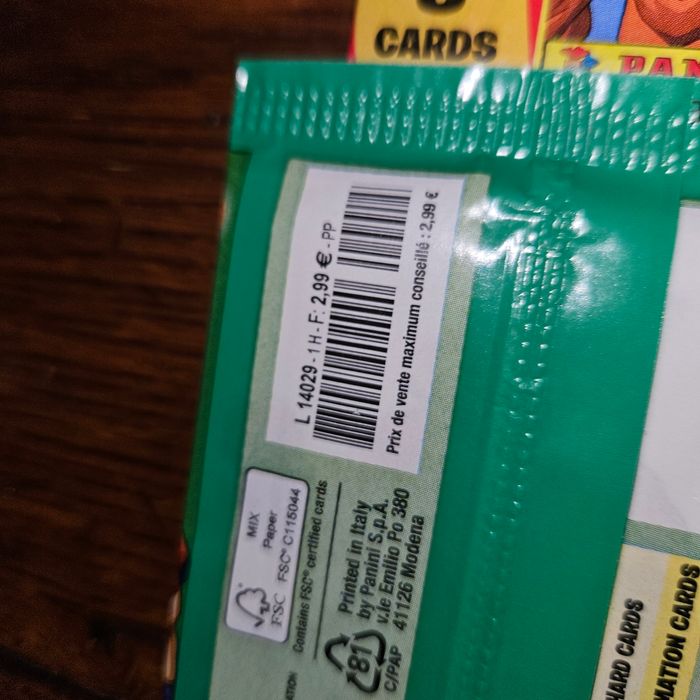 CARDS
PAN
L 14029 - 1 H - F: 2,99 € - PP
Prix de vente maximum conseillé : 2,99 €
MIX
Paper
FSC
FSC® C115044
Contains FSC® certified cards
Printed in Italy
by Panini S.p.A.
v.le Emilio Po 380
41126 Modena
81
C/PAP
ARD CARDS
MATION CARDS